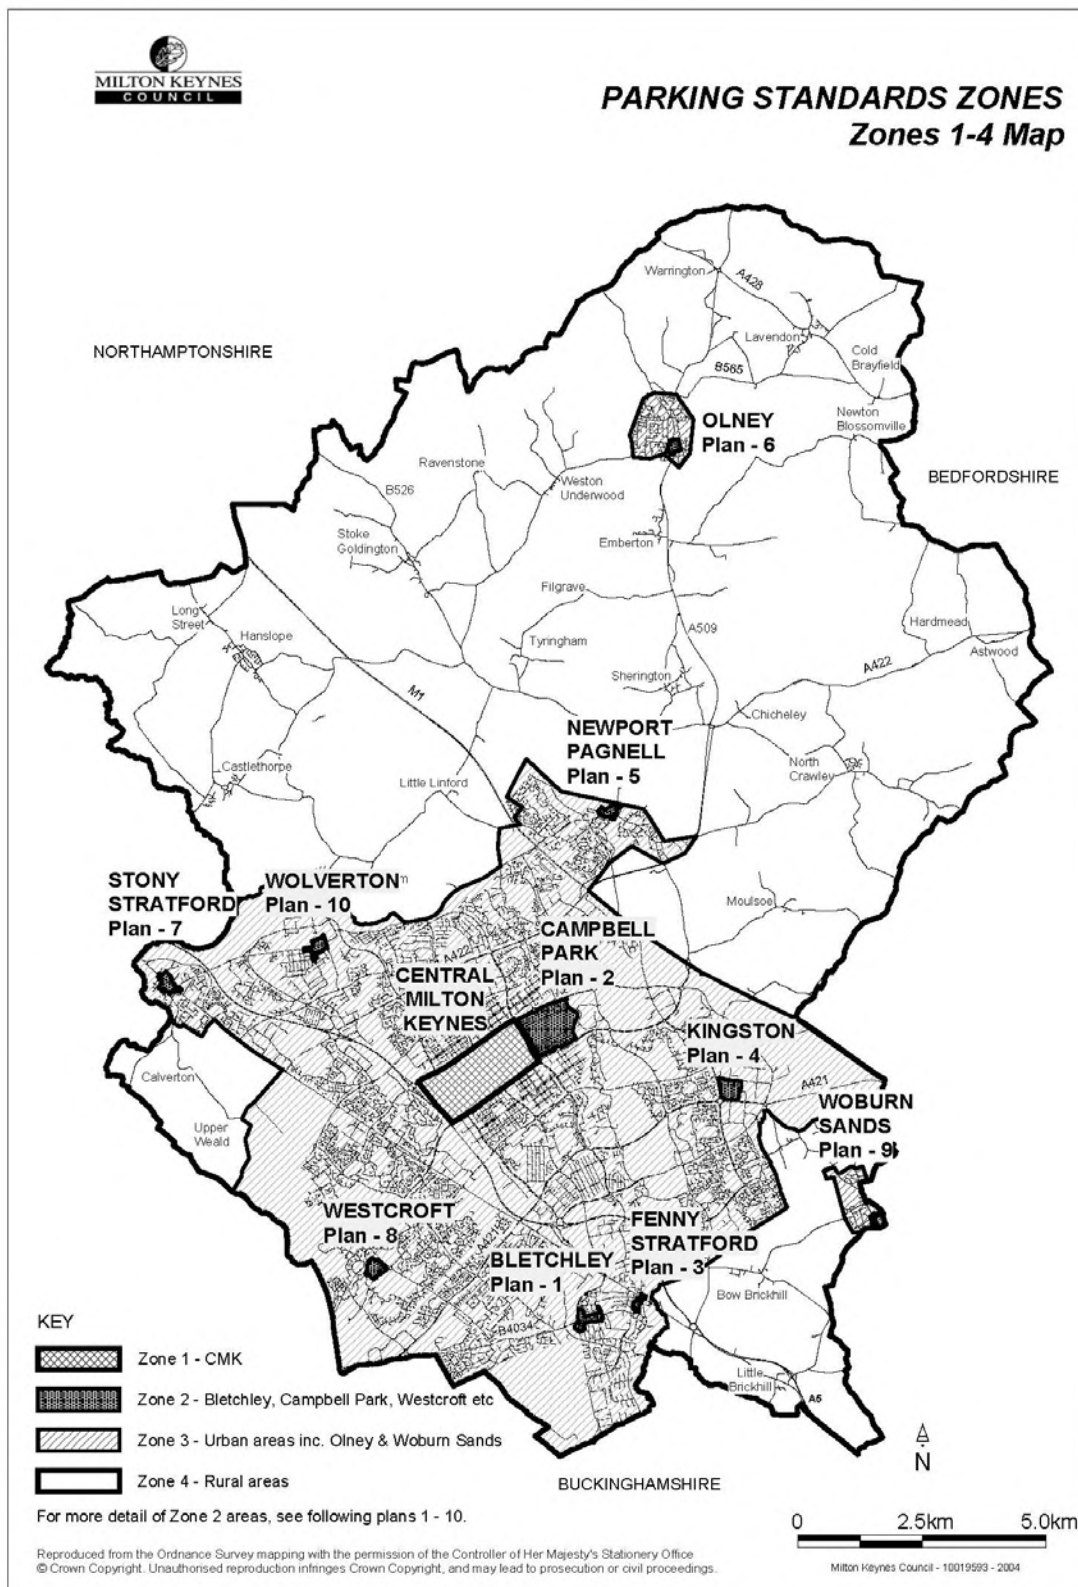 MILTON KEYNES
COUNCIL
PARKING STANDARDS ZONES
Zones 1-4 Map
NORTHAMPTONSHIRE
Warrington
A428
Lavendon
Cold
Brayfield
B565
OLNEY
Plan - 6
Newton
Blossomville
BEDFORDSHIRE
Ravenstone
B526
Weston
Underwood
Stoke
Goldington
Emberton
Filgrave
Long
Street
Hanslope
Tyringham
A509
Hardmead
Astwood
A422
Sherington
M1
Chicheley
NEWPORT
PAGNELL
Plan - 5
North
Crawley
Castlethorpe
Little Linford
STONY
STRATFORD
Plan - 7
WOLVERTON
Plan - 10
Moulsoe
CAMPBELL
PARK
Plan - 2
A422
CENTRAL
MILTON
KEYNES
KINGSTON
Plan - 4
Calverton
A421
WOBURN
SANDS
Plan - 9
Upper
Weald
WESTCROFT
Plan - 8
FENNY
STRATFORD
Plan - 3
A421
BLETCHLEY
Plan - 1
Bow Brickhill
B4034
Little
Brickhill
A5
KEY
Zone 1 - CMK
Zone 2 - Bletchley, Campbell Park, Westcroft etc
Zone 3 - Urban areas inc. Olney & Woburn Sands
Zone 4 - Rural areas
N
BUCKINGHAMSHIRE
For more detail of Zone 2 areas, see following plans 1 - 10.
0 2.5km 5.0km
Reproduced from the Ordnance Survey mapping with the permission of the Controller of Her Majesty's Stationery Office
© Crown Copyright. Unauthorised reproduction infringes Crown Copyright, and may lead to prosecution or civil proceedings.
Milton Keynes Council - 10019593 - 2004